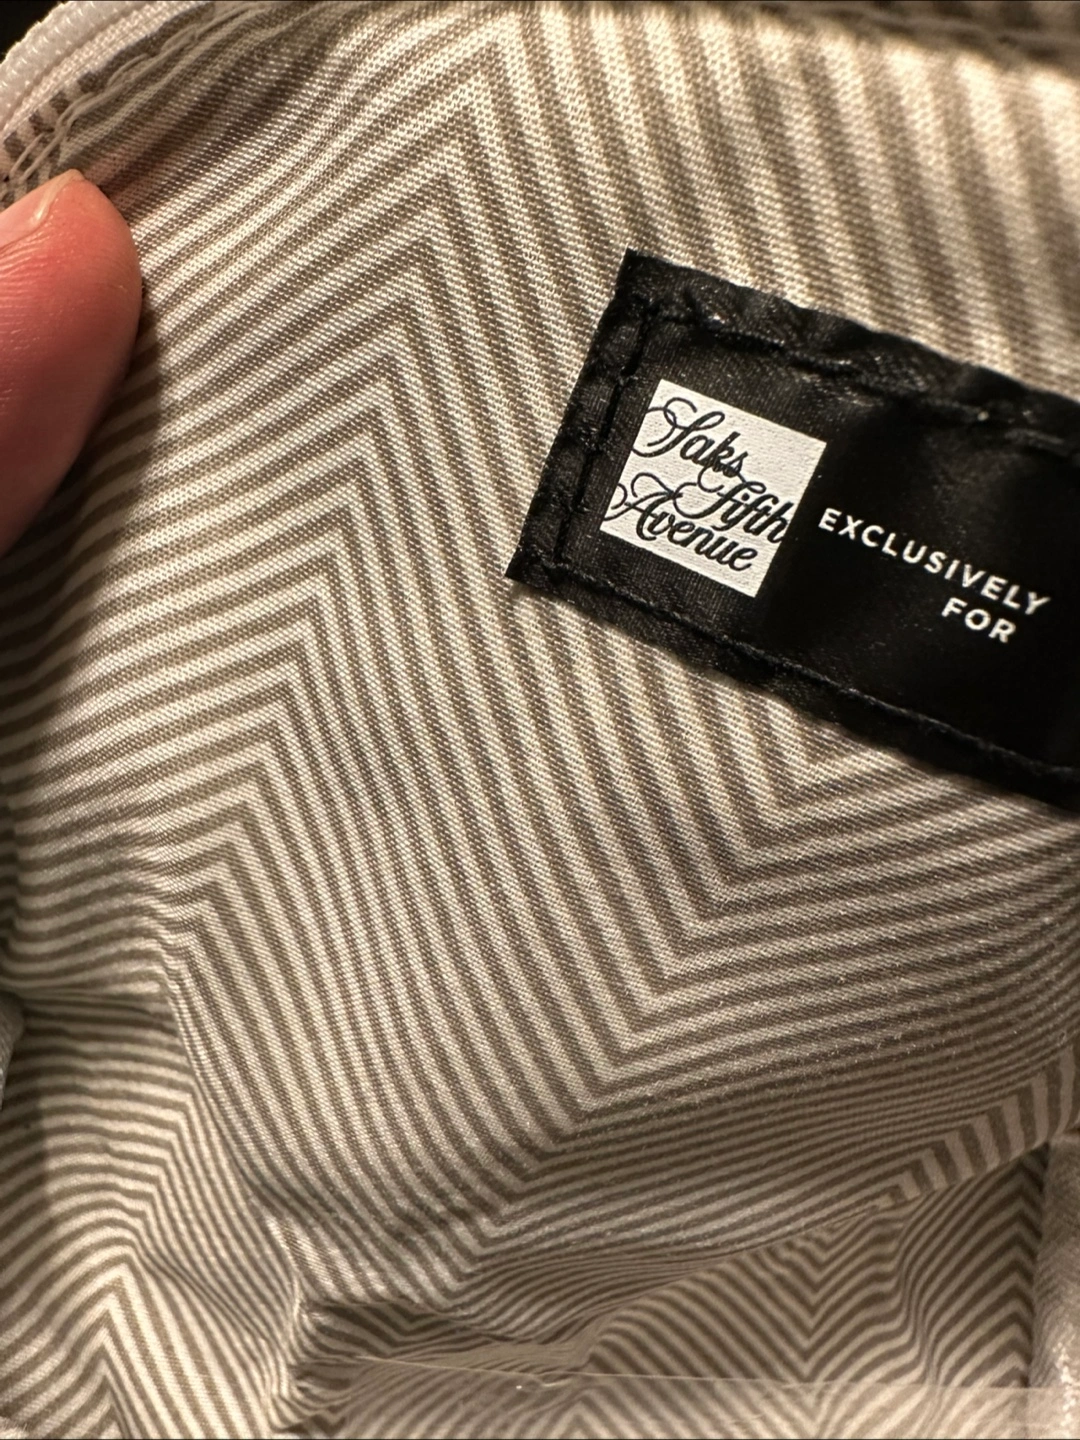 Saks
Fifth
Avenue
EXCLUSIVELY
FOR